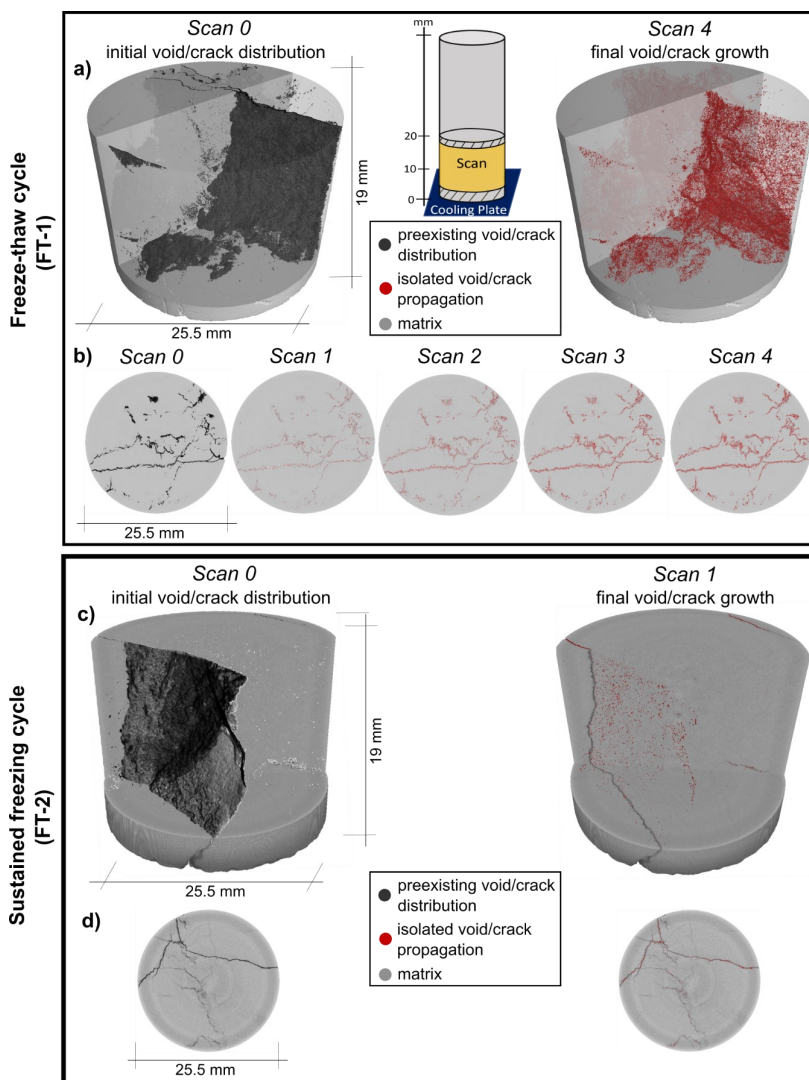 Freeze-thaw cycle
(FT-1)
Scan 0
initial void/crack distribution
a)
19 mm
25.5 mm
mm
20
10
0
Scan
Cooling Plate
preexisting void/crack
distribution
isolated void/crack
propagation
matrix
Scan 4
final void/crack growth
b)
Scan 0
Scan 1
Scan 2
Scan 3
Scan 4
25.5 mm
Sustained freezing cycle
(FT-2)
Scan 0
initial void/crack distribution
c)
19 mm
25.5 mm
Scan 1
final void/crack growth
preexisting void/crack
distribution
isolated void/crack
propagation
matrix
d)
25.5 mm